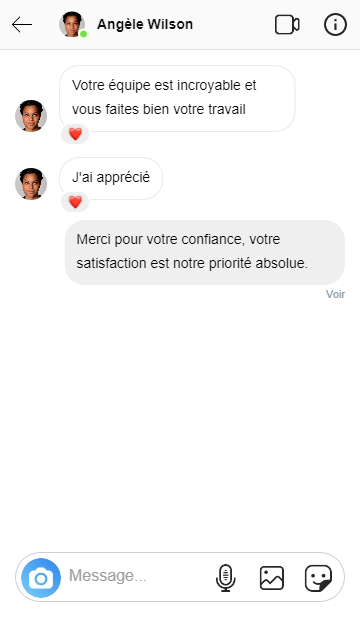 Angèle Wilson
Votre équipe est incroyable et
vous faites bien votre travail
J'ai apprécié
Merci pour votre confiance, votre
satisfaction est notre priorité absolue.
Voir
Message...